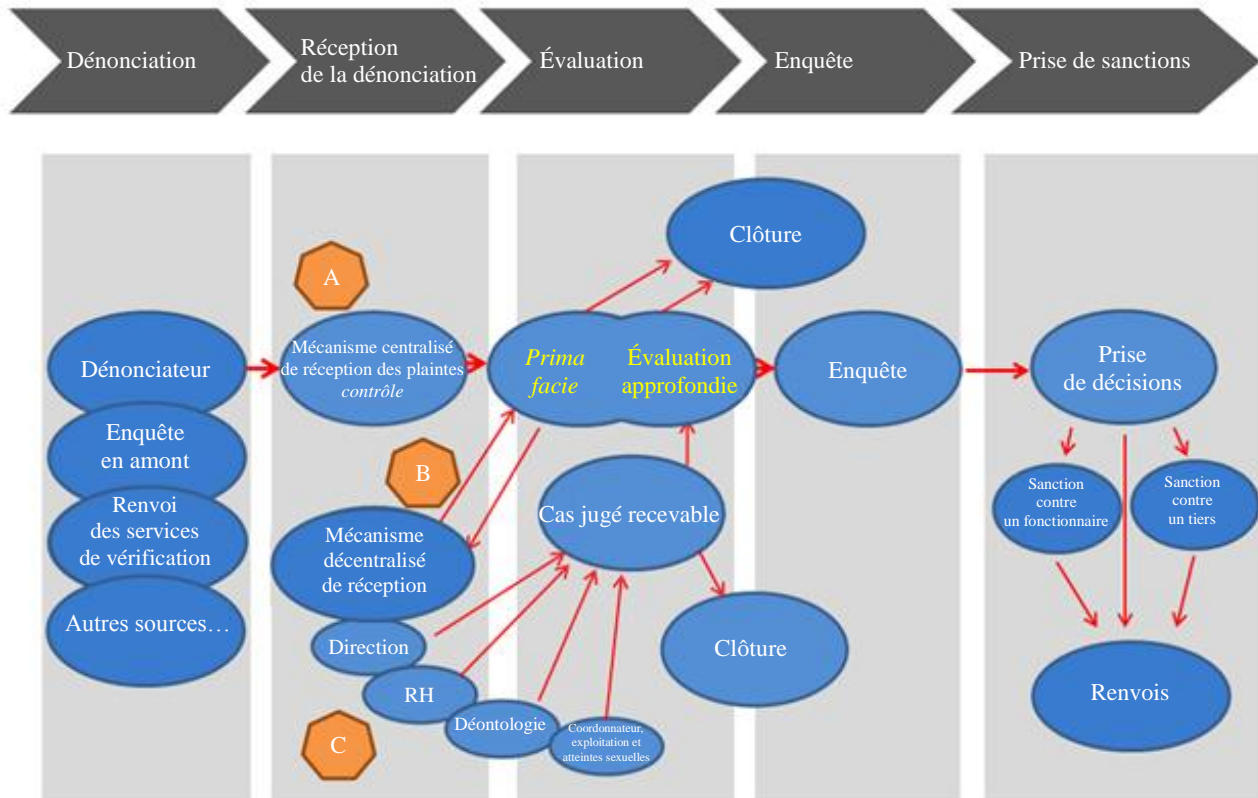 Dénonciation
Réception
de la dénonciation
Évaluation
Enquête
Prise de sanctions
Dénonciateur
Enquête
en amont
Renvoi
des services
de vérification
Autres sources…
A
Mécanisme centralisé
de réception des plaintes
contrôle
B
Mécanisme
décentralisé
de réception
Direction
RH
Déontologie
Coordonnateur,
exploitation et
atteintes sexuelles
C
Clôture
Prima
facie
Évaluation
approfondie
Cas jugé recevable
Clôture
Enquête
Prise
de décisions
Sanction
contre
un fonctionnaire
Sanction
contre
un tiers
Renvois